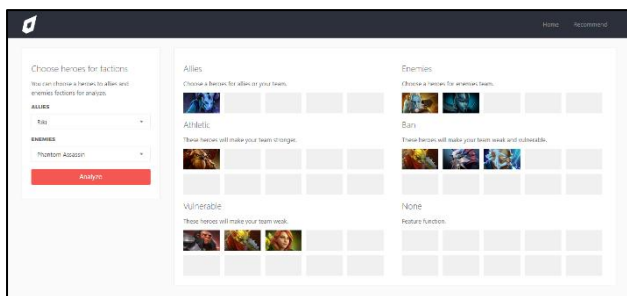 Home Recommend
Choose heroes for factions
You can choose a heroes to allies and
enemies factions for analyze.
ALLIES
ENEMIES
Phantom Assassin
Analyze
Allies
Choose a heroes for allies or your team.
Enemies
Choose a heroes for enemies team.
Athletic
These heroes will make your team stronger.
Ban
These heroes will make your team weak and vulnerable.
Vulnerable
These heroes will make your team weak.
None
Feature function.